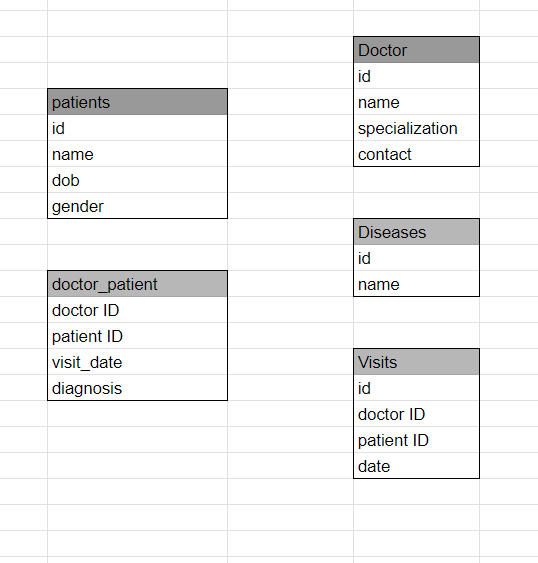 patients
id
name
dob
gender
doctor_patient
doctor ID
patient ID
visit_date
diagnosis
Doctor
id
name
specialization
contact
Diseases
id
name
Visits
id
doctor ID
patient ID
date